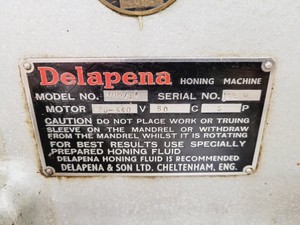 Delapena HONING MACHINE
MODEL NO. SERIAL NO.
MOTOR V 50 C P
CAUTION DO NOT PLACE WORK OR TRUING
SLEEVE ON THE MANDREL OR WITHDRAW
FROM THE MANDREL WHILST IT IS ROTATING
FOR BEST RESULTS USE SPECIALLY
PREPARED HONING FLUID
DELAPENA HONING FLUID IS RECOMMENDED
DELAPENA & SON LTD. CHELTENHAM, ENG.